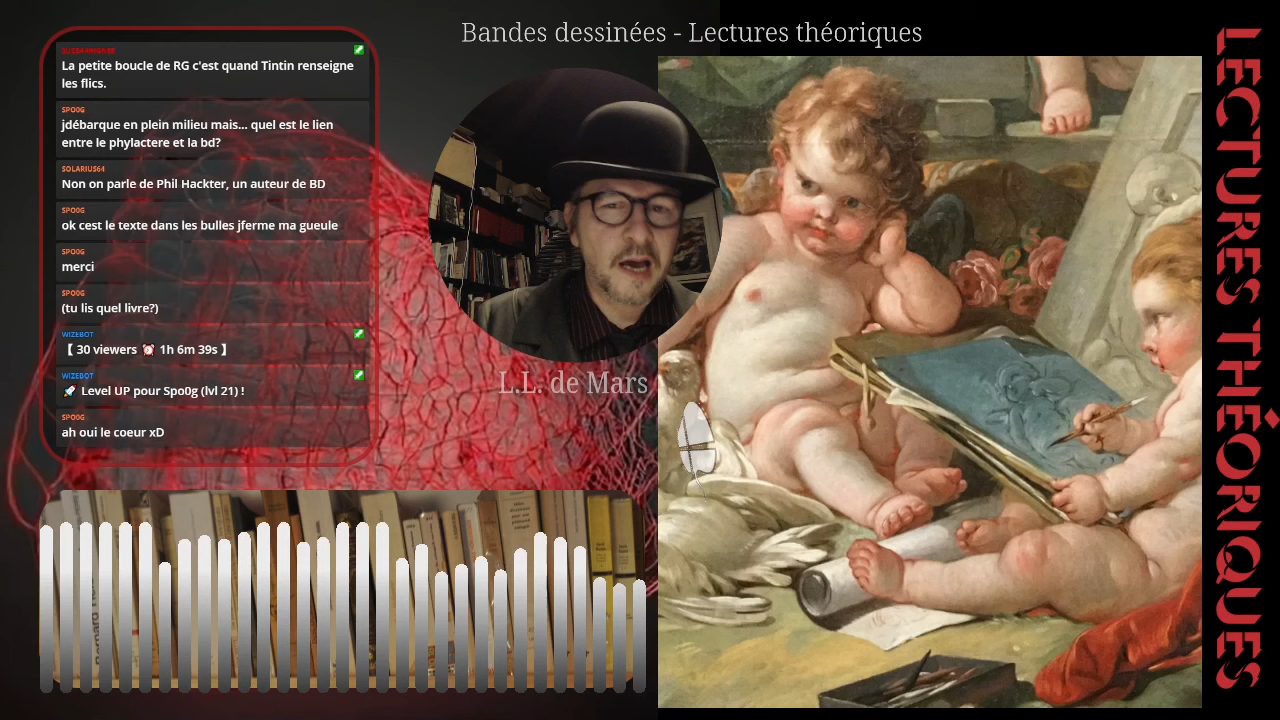 Bandes dessinées - Lectures théoriques
La petite boucle de RG c'est quand Tintin renseigne
les flics.
SPO0G
jdébarque en plein milieu mais... quel est le lien
entre le phylactere et la bd?
SOLARIUS64
Non on parle de Phil Hackter, un auteur de BD
SPO0G
ok cest le texte dans les bulles jferme ma gueule
SPO0G
merci
SPO0G
(tu lis quel livre?)
WIZEBOT
【 30 viewers ⏰ 1h 6m 39s 】
WIZEBOT
🚀 Level UP pour Spo0g (lvl 21) !
SPO0G
ah oui le coeur xD
L.L. de Mars
LECTURES THÉORIQUES